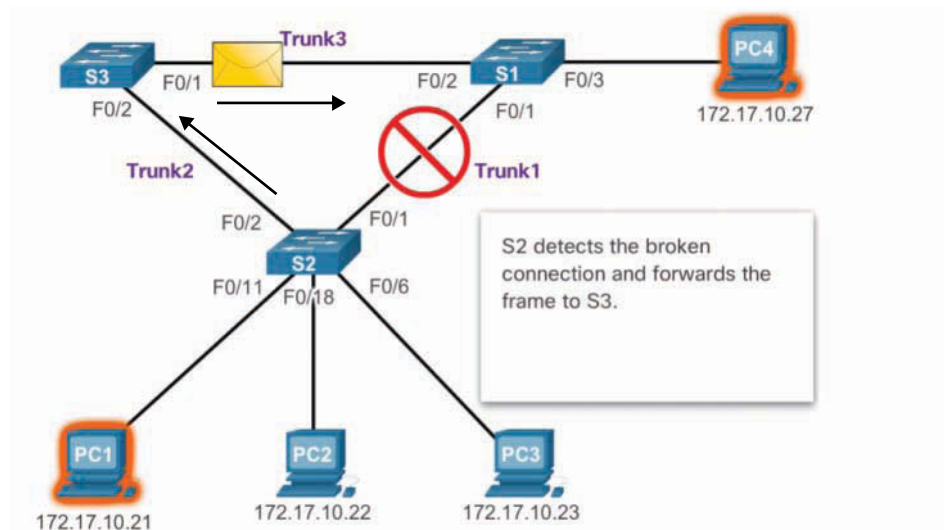 Trunk3
S3
F0/1
F0/2
S1
F0/3
PC4
F0/2
F0/1
172.17.10.27
Trunk2
Trunk1
F0/2
F0/1
S2
F0/11
F0/18
F0/6
S2 detects the broken
connection and forwards the
frame to S3.
PC1
PC2
PC3
172.17.10.21
172.17.10.22
172.17.10.23